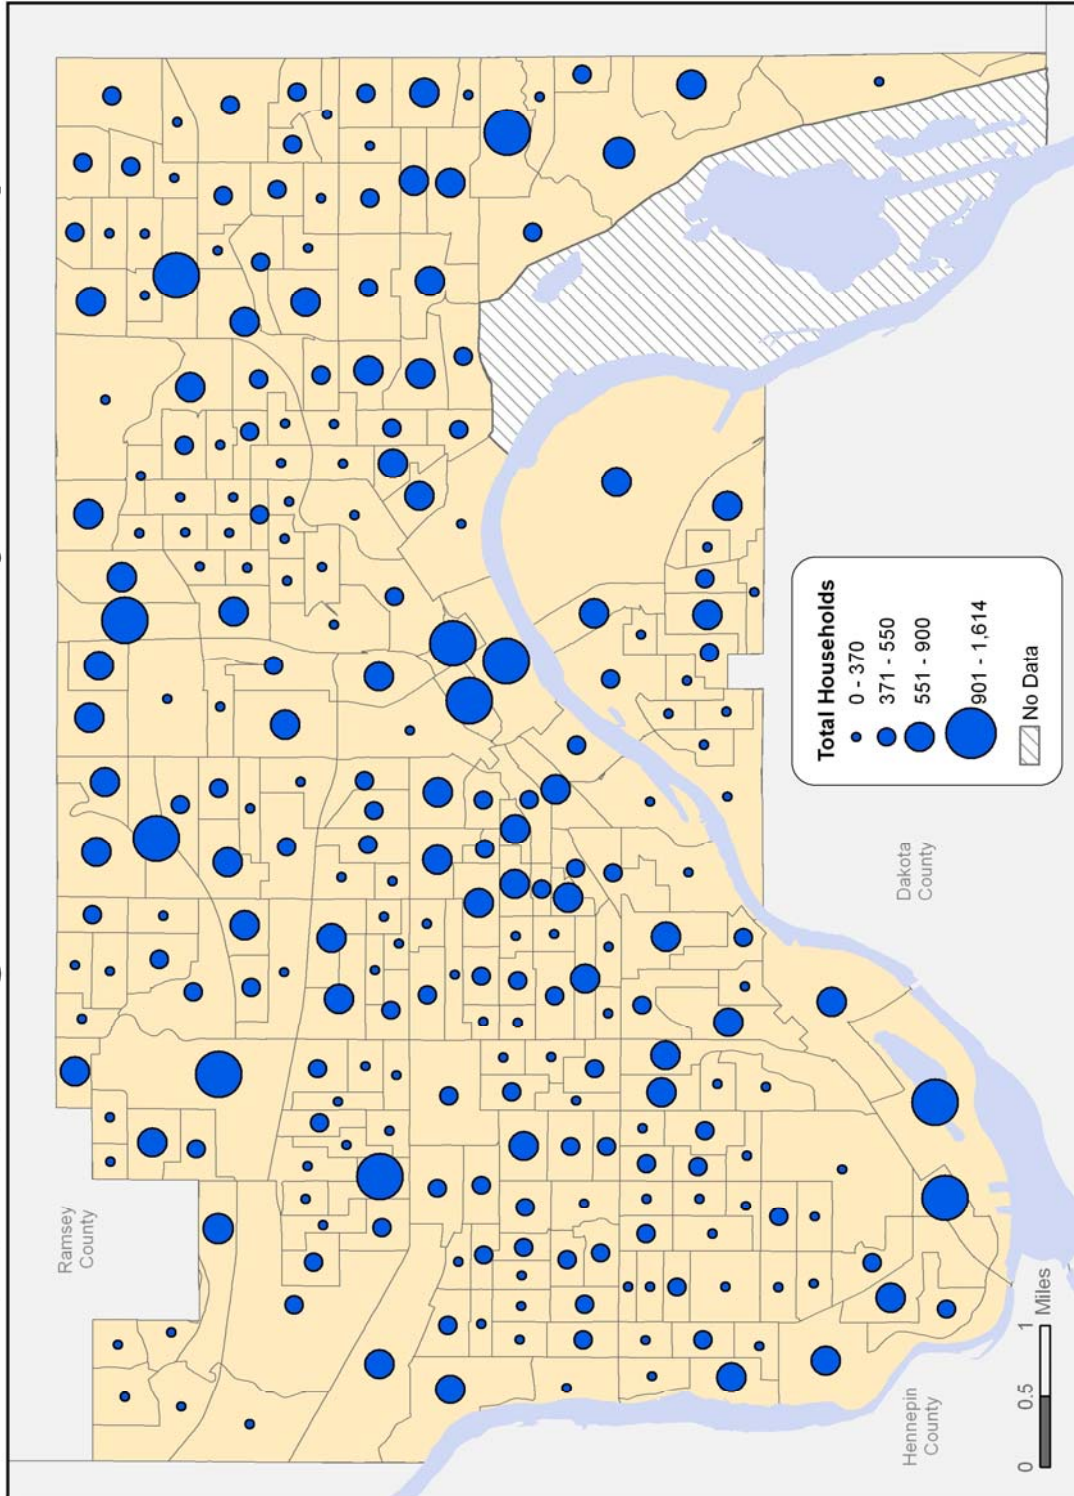 Ramsey
County
Total Households
0 - 370
371 - 550
551 - 900
901 - 1,614
No Data
Dakota
County
Hennepin
County
0 0.5 1
Miles